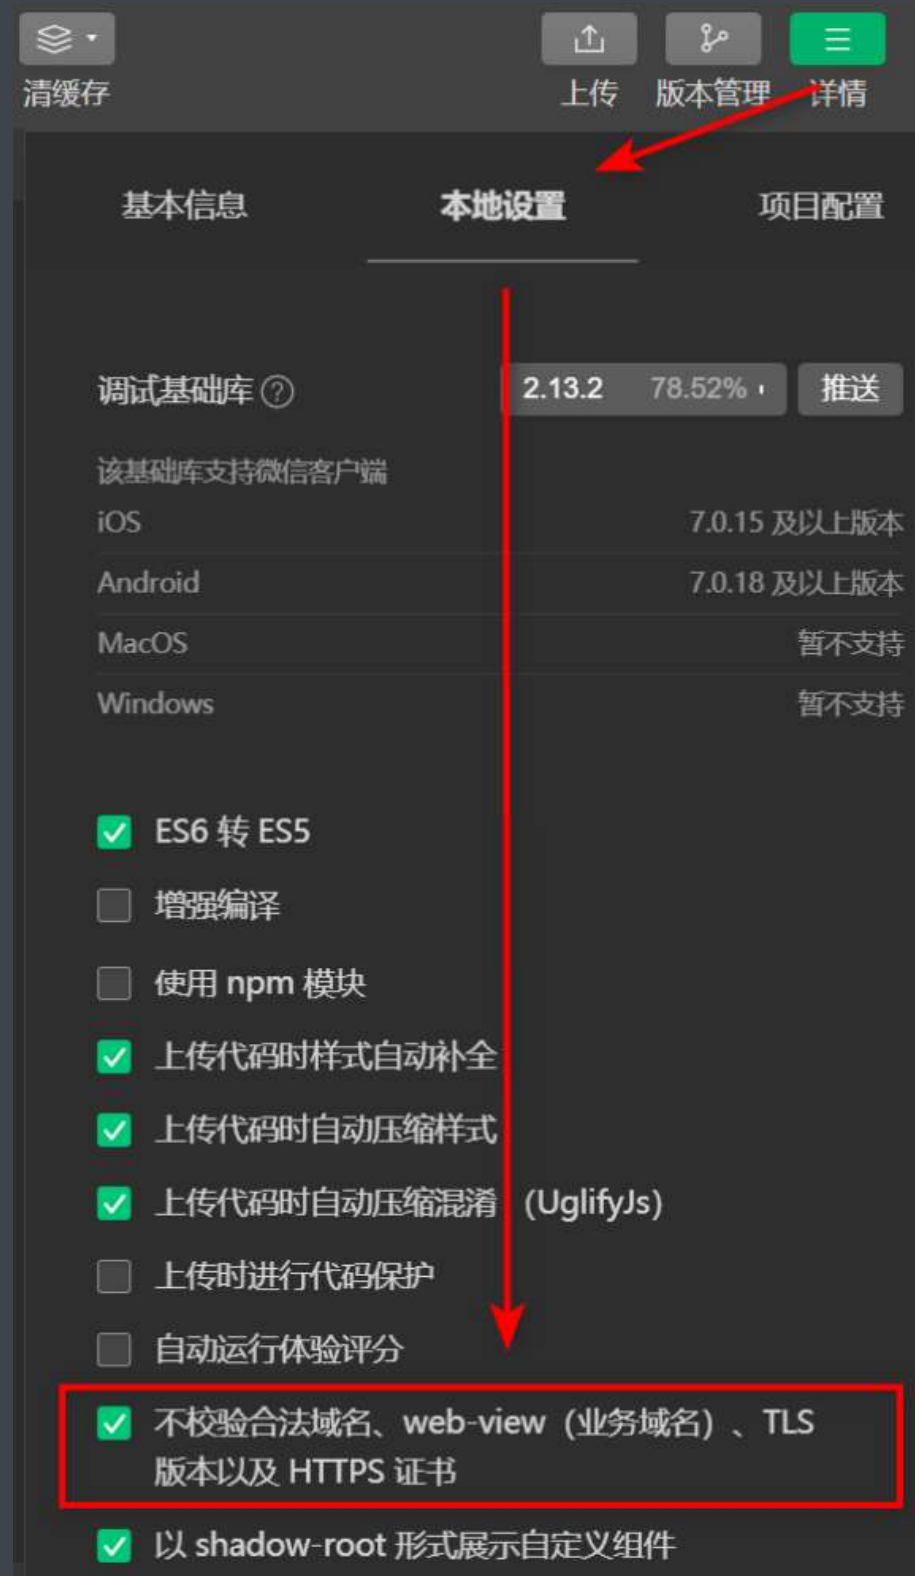 清缓存
上传
版本管理
详情
基本信息
本地设置
项目配置
调试基础库
2.13.2 78.52%
推送
该基础库支持微信客户端
iOS 7.0.15 及以上版本
Android 7.0.18 及以上版本
MacOS 暂不支持
Windows 暂不支持
ES6 转 ES5
增强编译
使用 npm 模块
上传代码时样式自动补全
上传代码时自动压缩样式
上传代码时自动压缩混淆 （UglifyJs）
上传时进行代码保护
自动运行体验评分
不校验合法域名、web-view（业务域名）、TLS
版本以及 HTTPS 证书
以 shadow-root 形式展示自定义组件